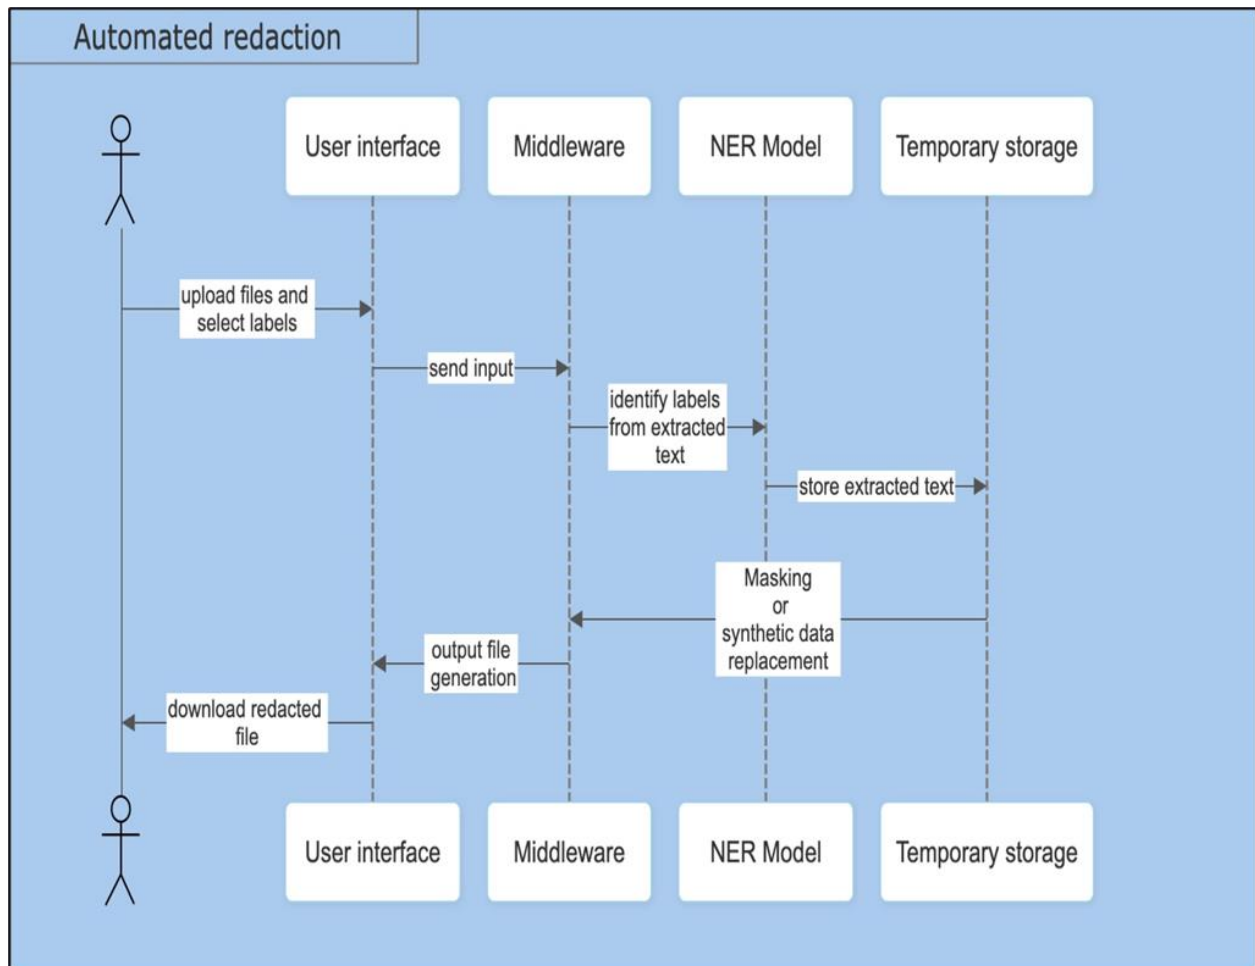 Automated redaction
User interface
Middleware
NER Model
Temporary storage
upload files and
select labels
send input
identify labels
from extracted
text
store extracted text
Masking
or
synthetic data
replacement
output file
generation
download redacted
file
User interface
Middleware
NER Model
Temporary storage